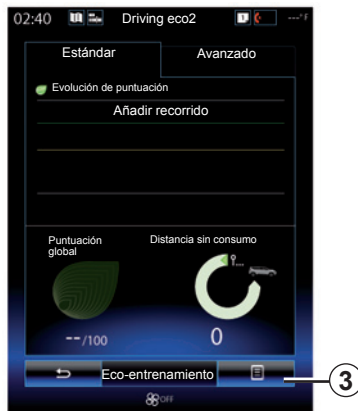 02:40 Driving eco2 1 ---°F
Estándar Avanzado
Evolución de puntuación
Añadir recorrido
Puntuación global
Distancia sin consumo
?...
--/100 0
Eco-entrenamiento
OFF
3